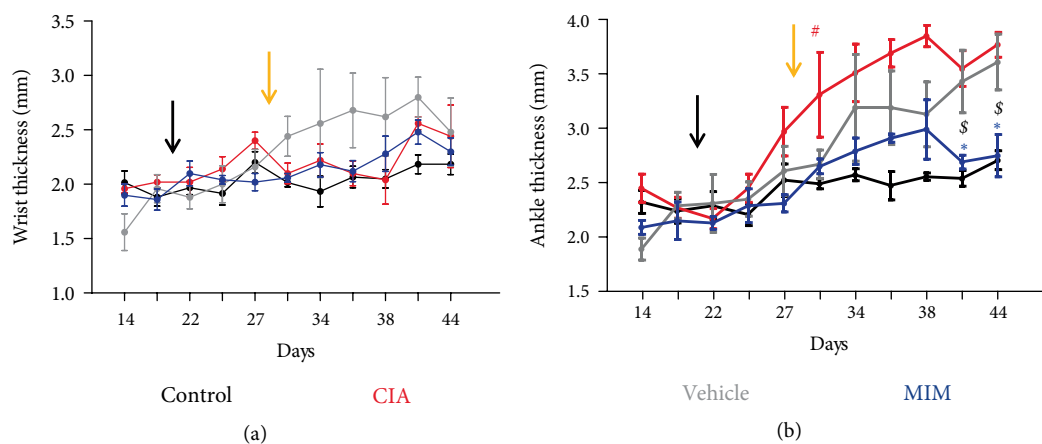 3.5
3.0
2.5
2.0
1.5
1.0
Wrist thickness (mm)
14 22 27 34 38 44
Days
Control CIA
(a)
4.0
3.5
3.0
2.5
2.0
1.5
Ankle thickness (mm)
#
$
*
$
*
14 22 27 34 38 44
Days
Vehicle MIM
(b)